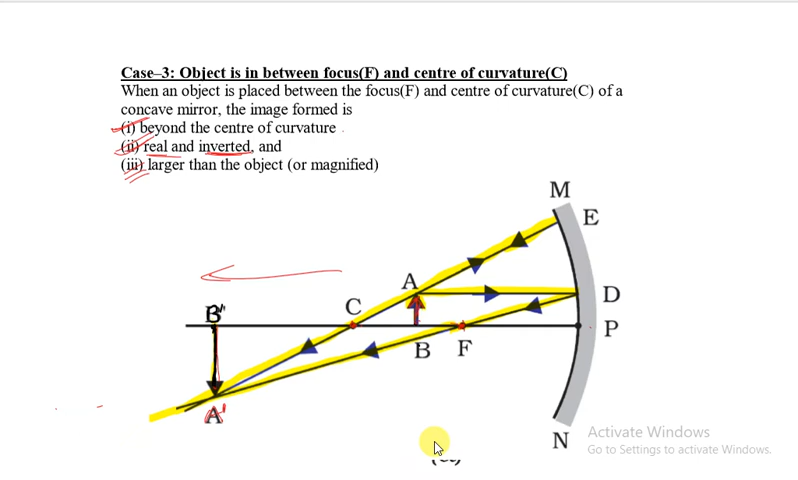 Case–3: Object is in between focus(F) and centre of curvature(C)
When an object is placed between the focus(F) and centre of curvature(C) of a
concave mirror, the image formed is
(i) beyond the centre of curvature
(ii) real and inverted, and
(iii) larger than the object (or magnified)
M
E
A
D
C
B"
P
B
F
A'
N
Activate Windows
Go to Settings to activate Windows.